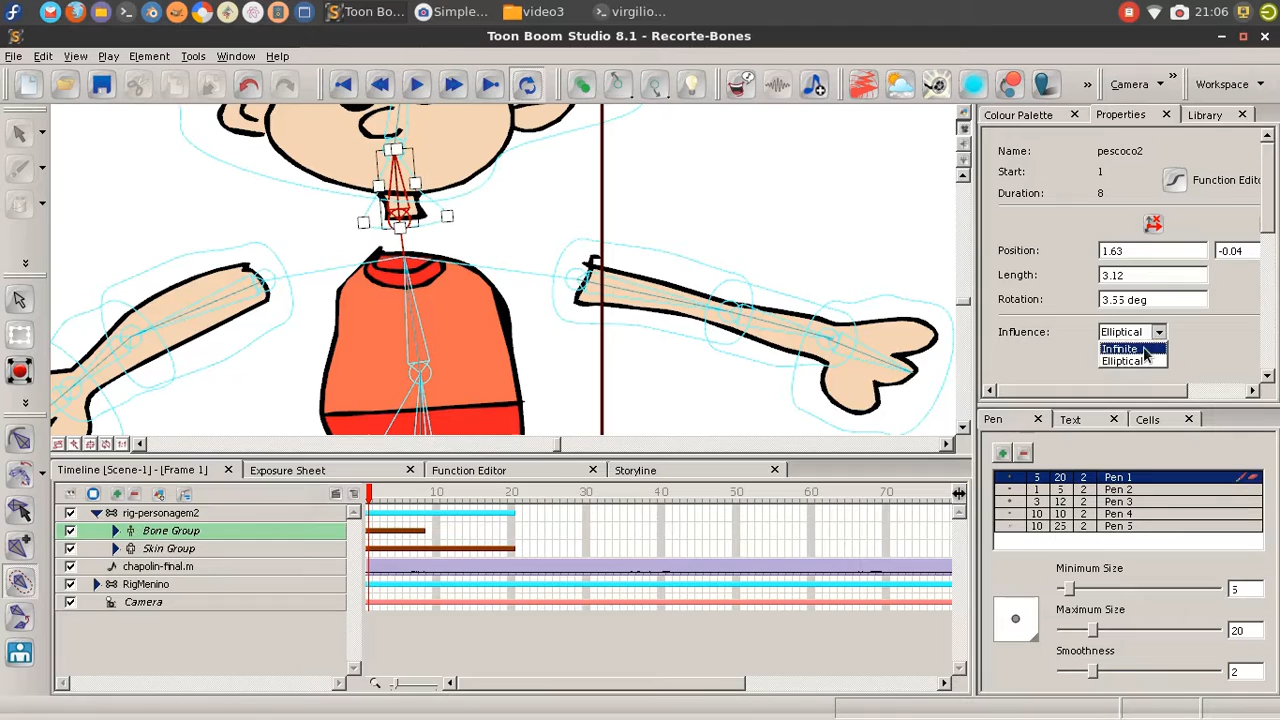 Toon Bo...
Simple...
video3
virgilio...
21:06
Toon Boom Studio 8.1 - Recorte-Bones
File Edit View Play Element Tools Window Help
Camera
Workspace
Colour Palette
Properties
Library
Name: pescoco2
Start: 1
Duration: 8
Function Edito
Position: 1.63 -0.04
Length: 3.12
Rotation: 3.55 deg
Influence: Elliptical
Infinite
Elliptical
Timeline [Scene-1] - [Frame 1]
Exposure Sheet
Function Editor
Storyline
10 20 30 40 50 60 70
rig-personagem2
Bone Group
Skin Group
chapolin-final.m
RigMenino
Camera
Pen
Text
Cells
5 20 2 Pen 1
1 5 2 Pen 2
3 12 2 Pen 3
10 10 2 Pen 4
10 25 2 Pen 5
Minimum Size
5
Maximum Size
20
Smoothness
2